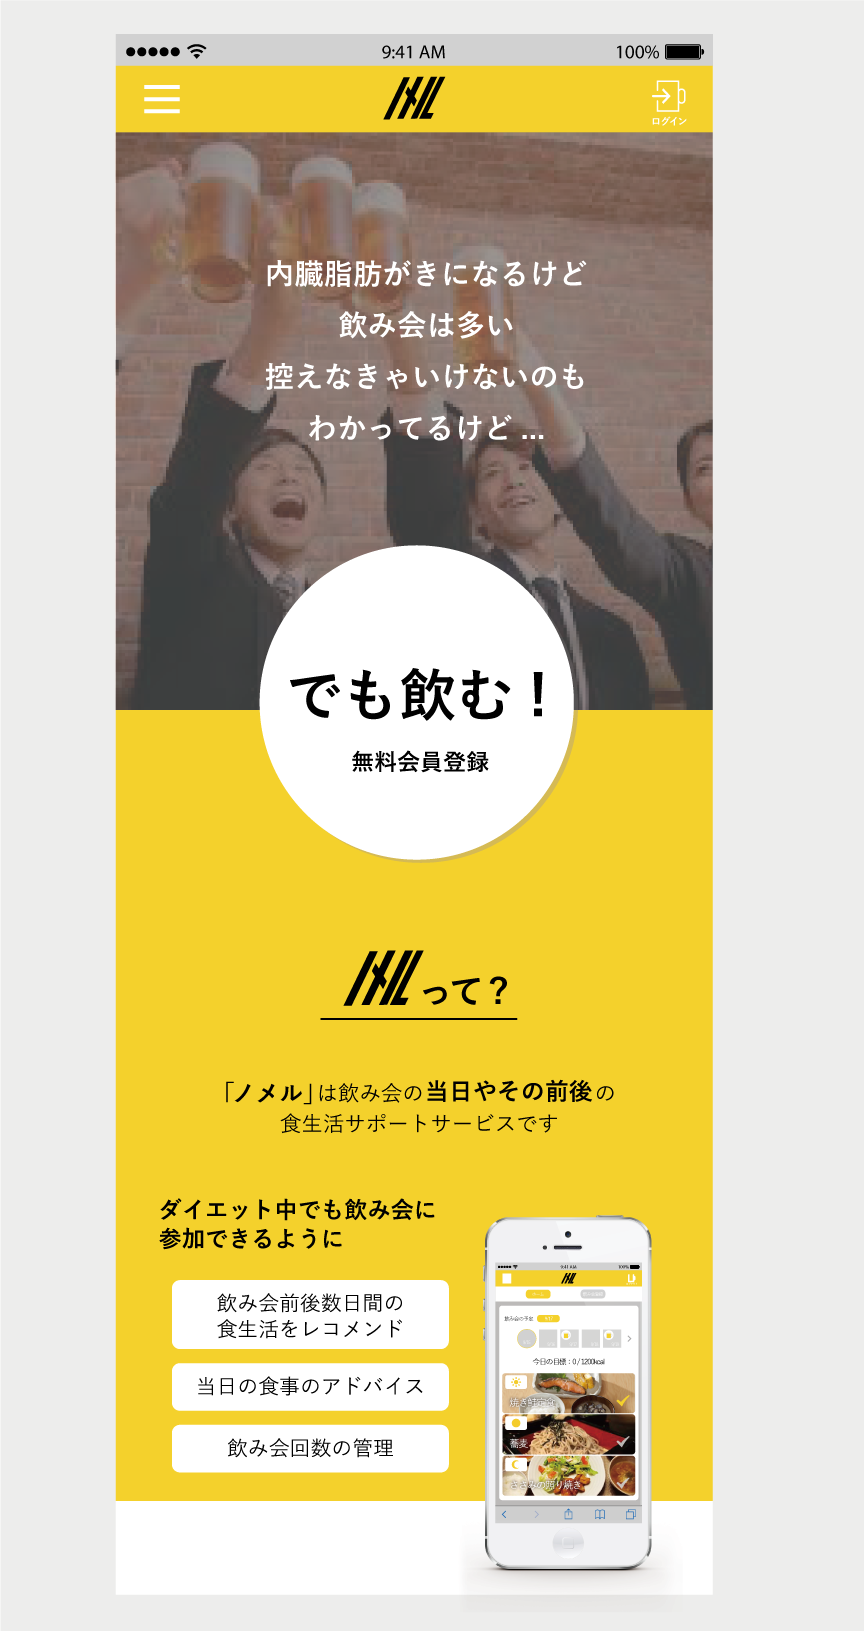 9:41 AM
100%
ノメル
ログイン
内臓脂肪がきになるけど
飲み会は多い
控えなきゃいけないのも
わかってるけど ...
でも飲む！
無料会員登録
ノメルって？
「ノメル」は飲み会の当日やその前後の
食生活サポートサービスです
ダイエット中でも飲み会に
参加できるように
飲み会前後数日間の
食生活をレコメンド
当日の食事のアドバイス
飲み会回数の管理
9:41 AM
100%
ノメル
飲み会の予定
今日の目標：0 / 1200kcal
蕎麦
ささみの照り焼き